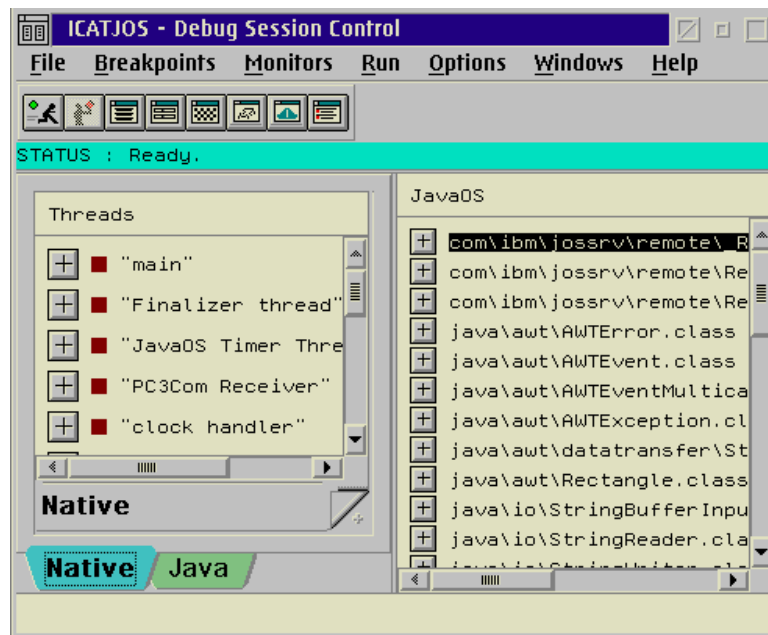 ICATJOS - Debug Session Control
File Breakpoints Monitors Run Options Windows Help
STATUS : Ready.
Threads
"main"
"Finalizer thread"
"JavaOS Timer Thre
"PC3Com Receiver"
"clock handler"
Native
Native Java
JavaOS
com\ibm\jossrv\remote\_R
com\ibm\jossrv\remote\Re
com\ibm\jossrv\remote\Re
java\awt\AWTError.class
java\awt\AWTEvent.class
java\awt\AWTEventMultica
java\awt\AWTException.cl
java\awt\datatransfer\St
java\awt\Rectangle.class
java\io\StringBufferInpu
java\io\StringReader.cla